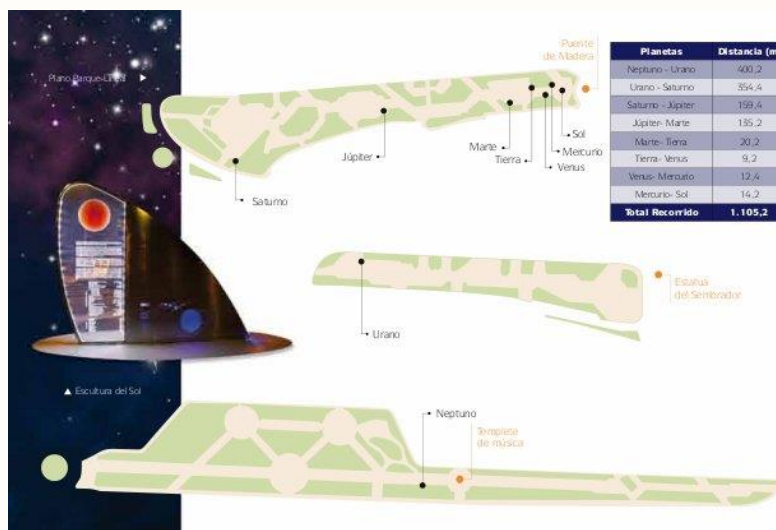 Plano Parque Lineal ►
Puente
de Madera
Sol
Mercurio
Venus
Tierra
Marte
Júpiter
Saturno
Planetas Distancia (m
Neptuno - Urano 400,2
Urano - Saturno 354,4
Saturno - Júpiter 159,4
Júpiter- Marte 135,2
Marte- Tierra 20,2
Tierra- Venus 9,2
Venus- Mercurio 12,4
Mercurio- Sol 14,2
Total Recorrido 1.105,2
Urano
Estatua
del Sembrador
▲ Escultura del Sol
Neptuno
Templete
de música